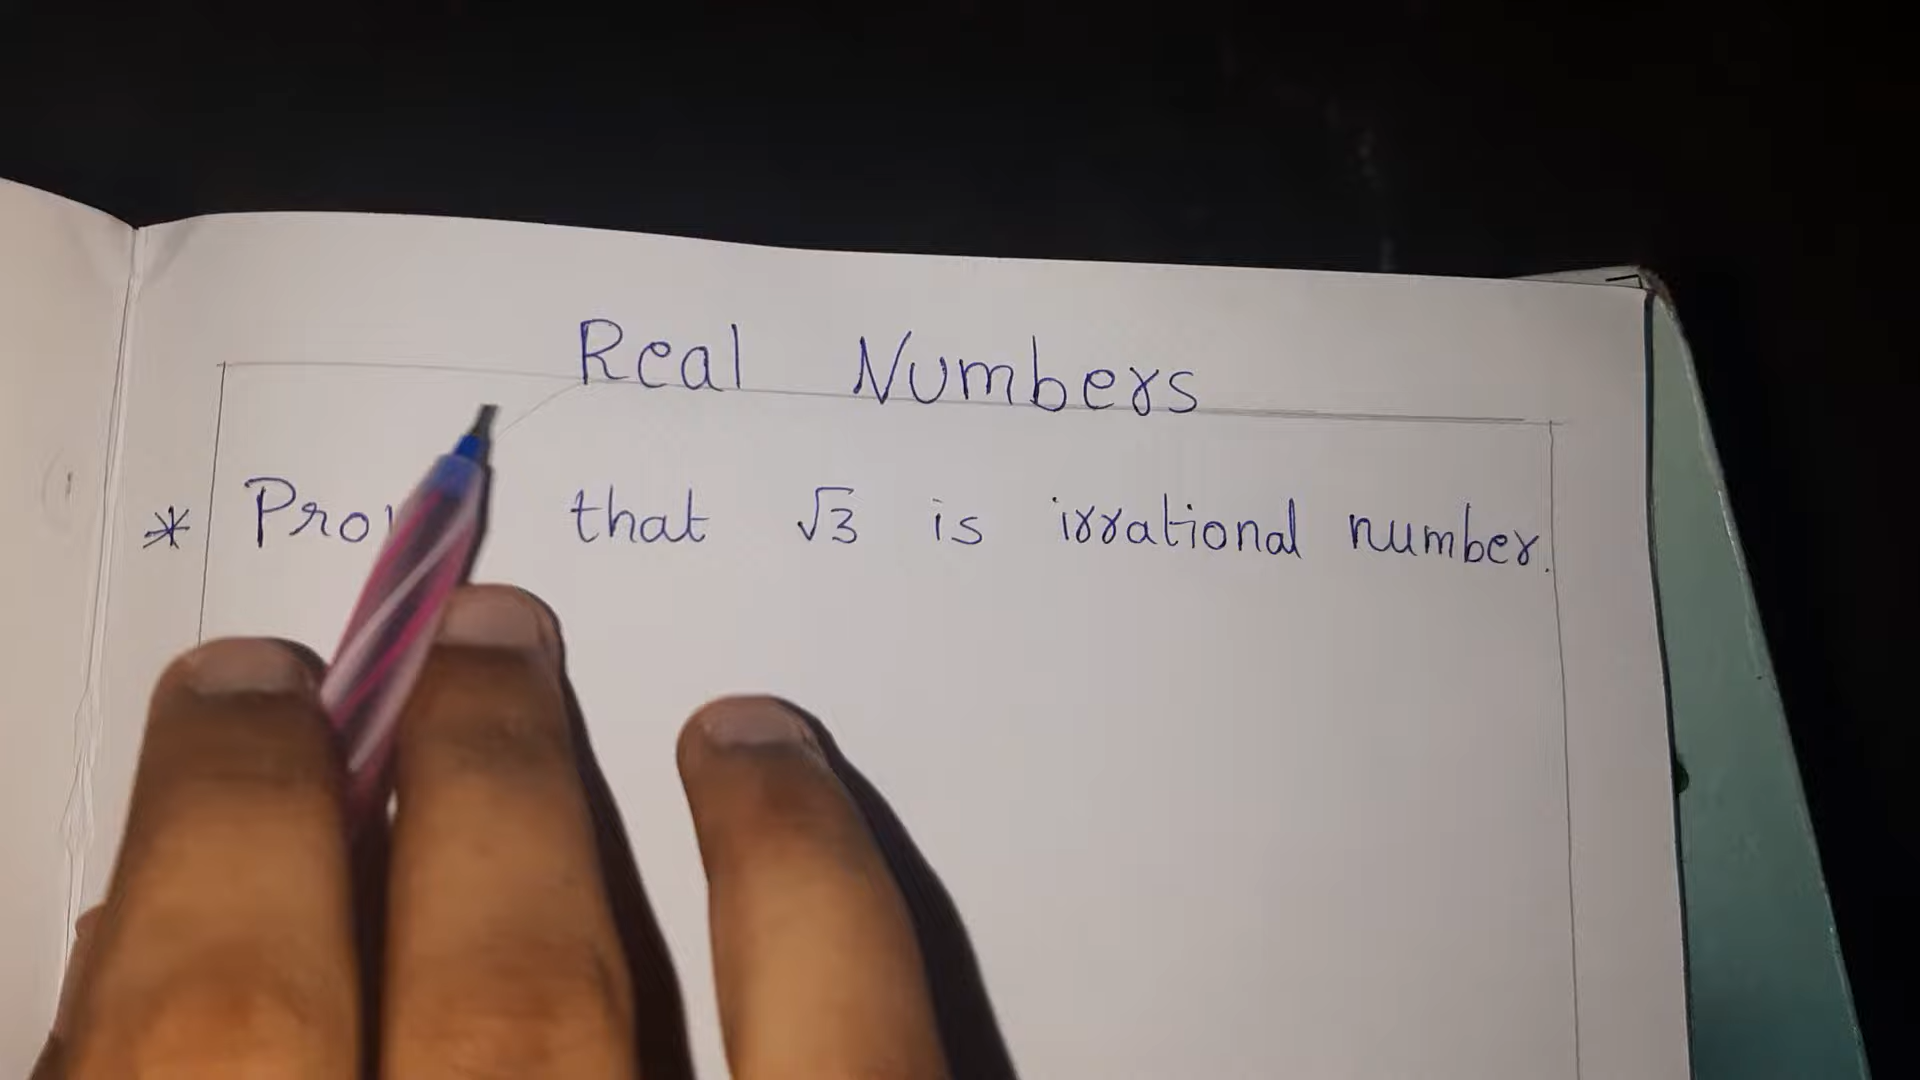 Real Numbers
* Pro that √3 is irrational number.